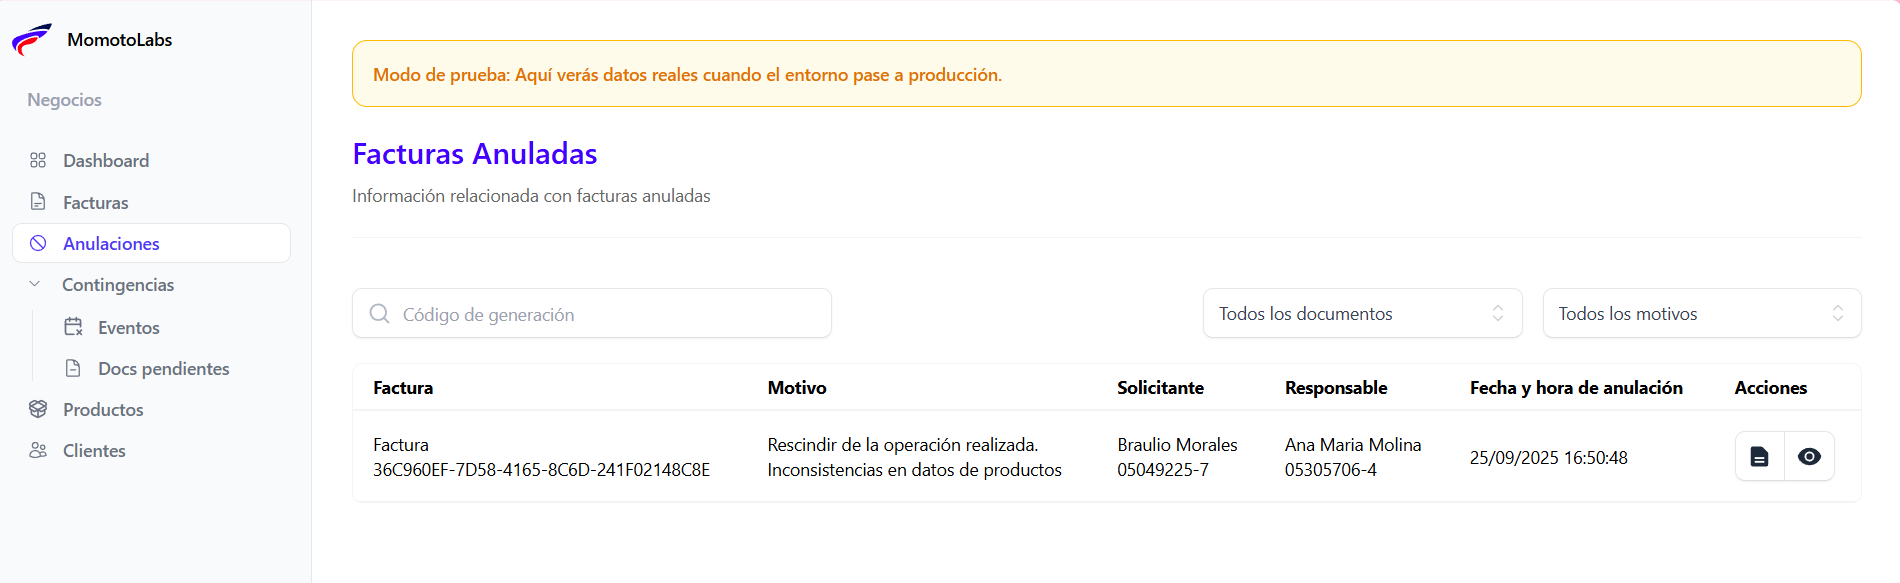 MomotoLabs
Negocios
Dashboard
Facturas
Anulaciones
Contingencias
Eventos
Docs pendientes
Productos
Clientes
Modo de prueba: Aquí verás datos reales cuando el entorno pase a producción.
Facturas Anuladas
Información relacionada con facturas anuladas
Código de generación
Todos los documentos
Todos los motivos
Factura Motivo Solicitante Responsable Fecha y hora de anulación Acciones
Factura
36C960EF-7D58-4165-8C6D-241F02148C8E
Rescindir de la operación realizada.
Inconsistencias en datos de productos
Braulio Morales
05049225-7
Ana Maria Molina
05305706-4
25/09/2025 16:50:48